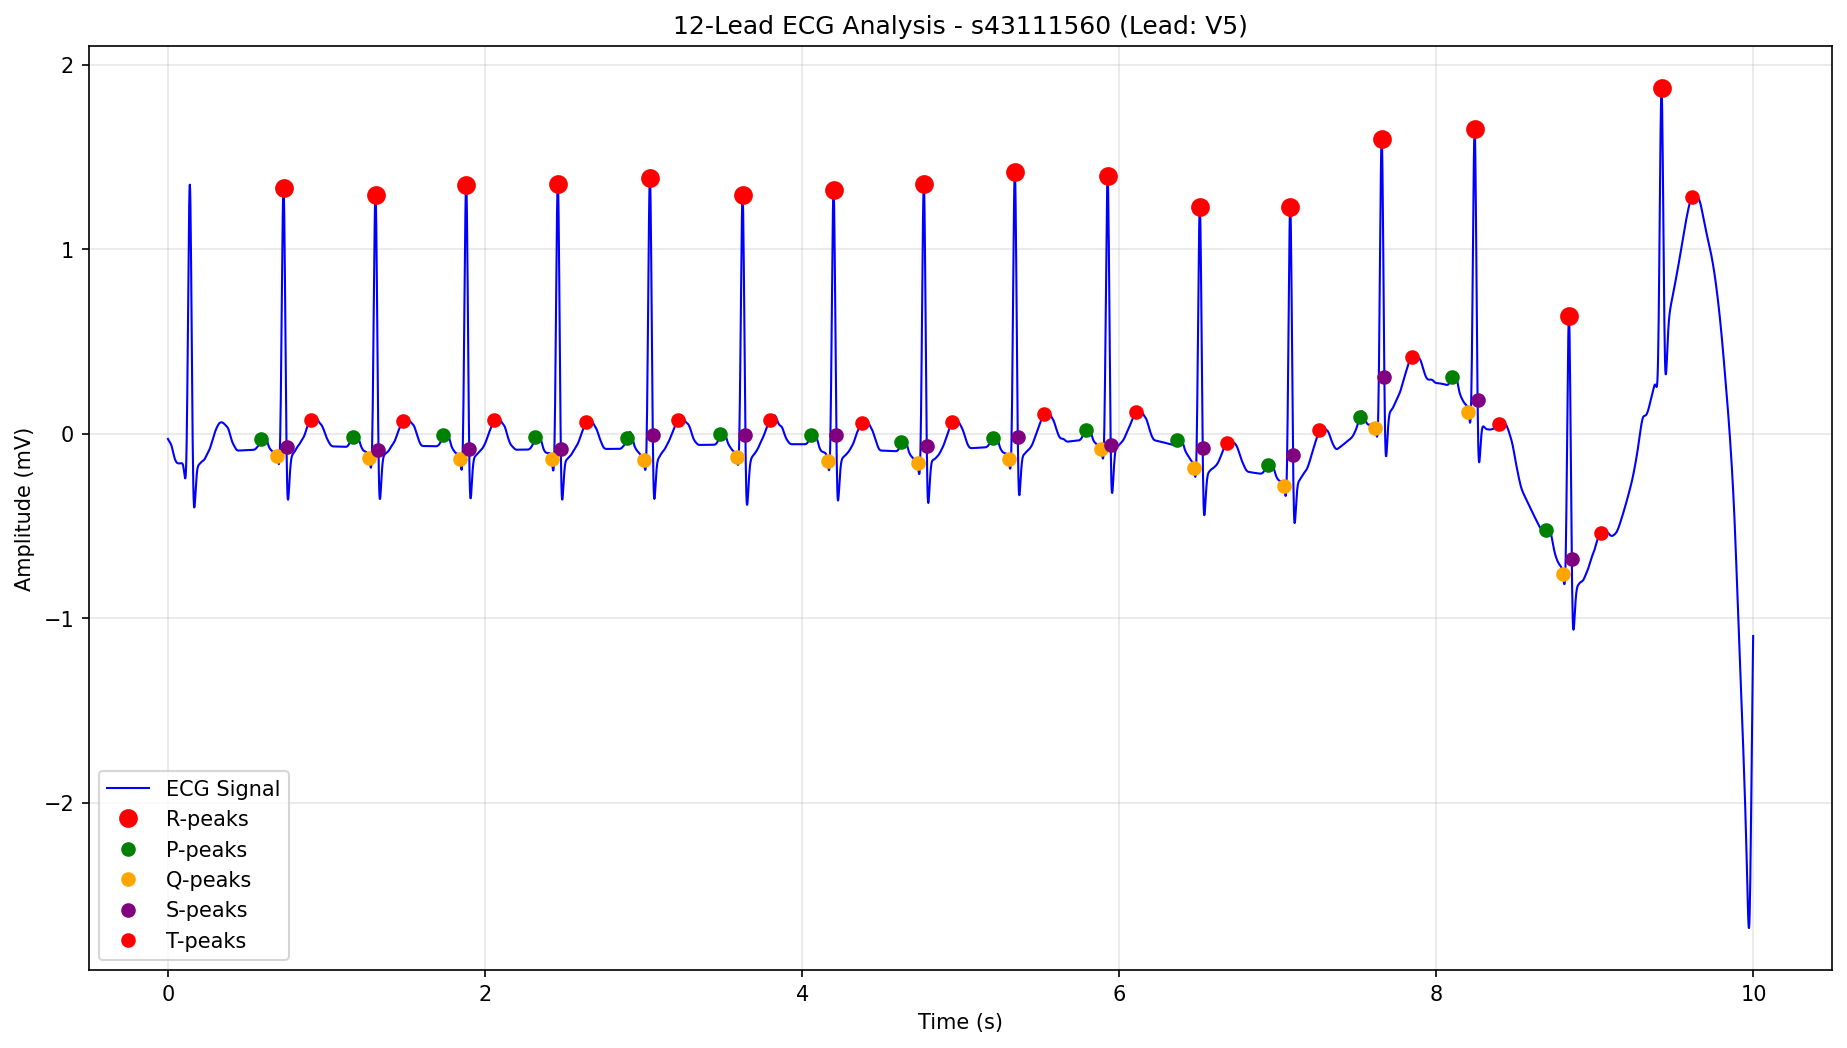 12-Lead ECG Analysis - s43111560 (Lead: V5)
Amplitude (mV)
2
1
0
−1
−2
ECG Signal
R-peaks
P-peaks
Q-peaks
S-peaks
T-peaks
0 2 4 6 8 10
Time (s)